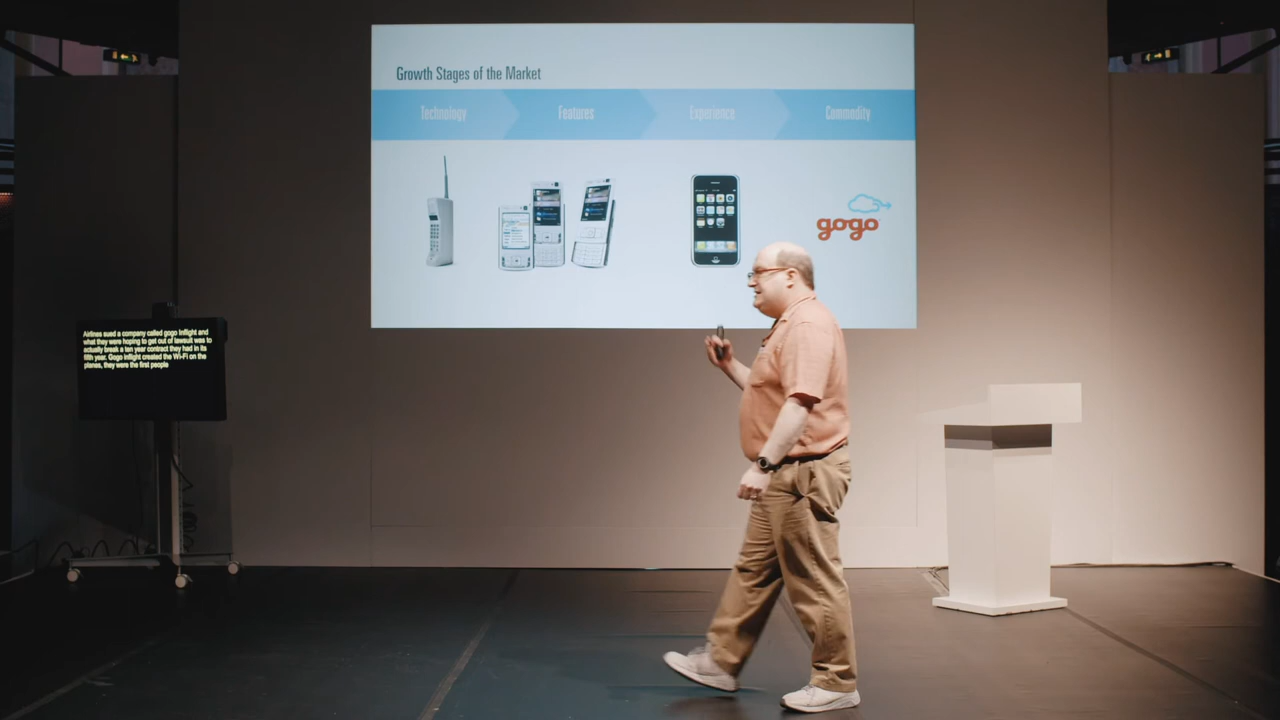 Growth Stages of the Market
Technology
Features
Experience
Commodity
gogo
Airlines sued a company called gogo Inflight and
what they were hoping to get out of lawsuit was to
actually break a ten year contract they had in its
fifth year. Gogo inflight created the Wi-Fi on the
planes, they were the first people